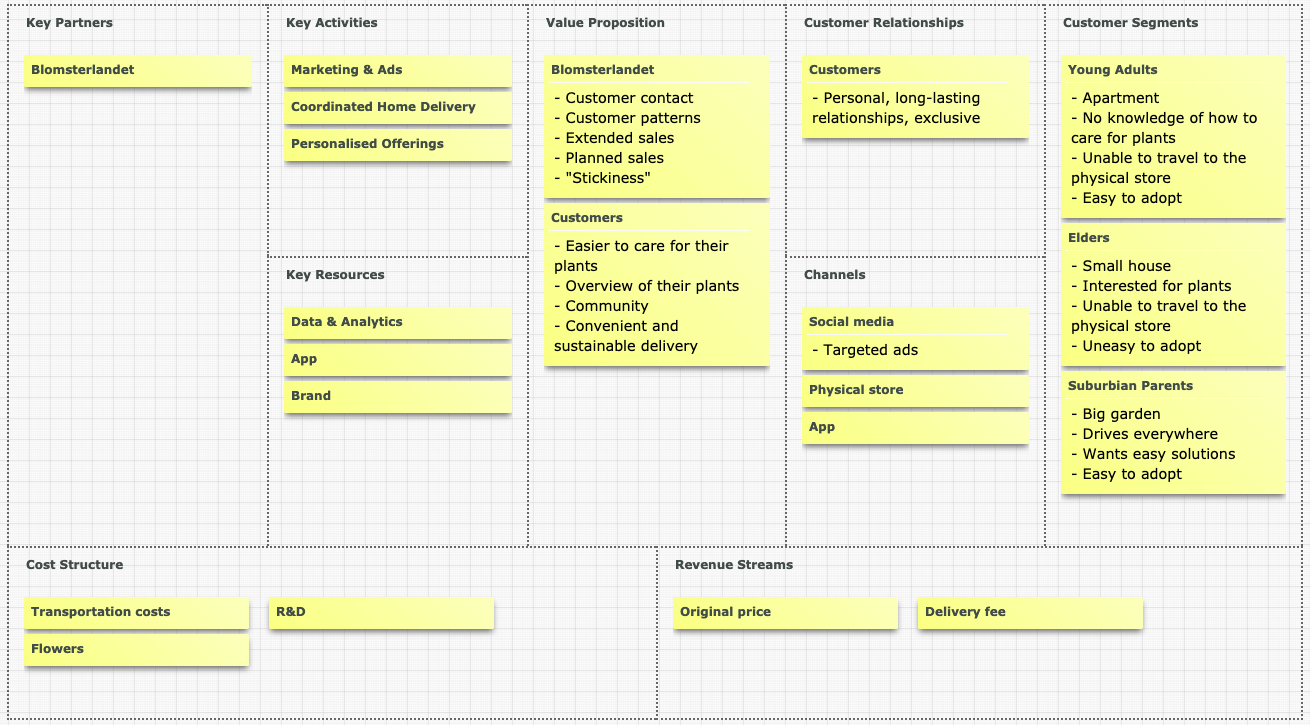 Key Partners
Blomsterlandet
Key Activities
Marketing & Ads
Coordinated Home Delivery
Personalised Offerings
Key Resources
Data & Analytics
App
Brand
Value Proposition
Blomsterlandet
- Customer contact
- Customer patterns
- Extended sales
- Planned sales
- "Stickiness"
Customers
- Easier to care for their
plants
- Overview of their plants
- Community
- Convenient and
sustainable delivery
Customer Relationships
Customers
- Personal, long-lasting
relationships, exclusive
Channels
Social media
- Targeted ads
Physical store
App
Customer Segments
Young Adults
- Apartment
- No knowledge of how to
care for plants
- Unable to travel to the
physical store
- Easy to adopt
Elders
- Small house
- Interested for plants
- Unable to travel to the
physical store
- Uneasy to adopt
Suburbian Parents
- Big garden
- Drives everywhere
- Wants easy solutions
- Easy to adopt
Cost Structure
Transportation costs
R&D
Flowers
Revenue Streams
Original price
Delivery fee